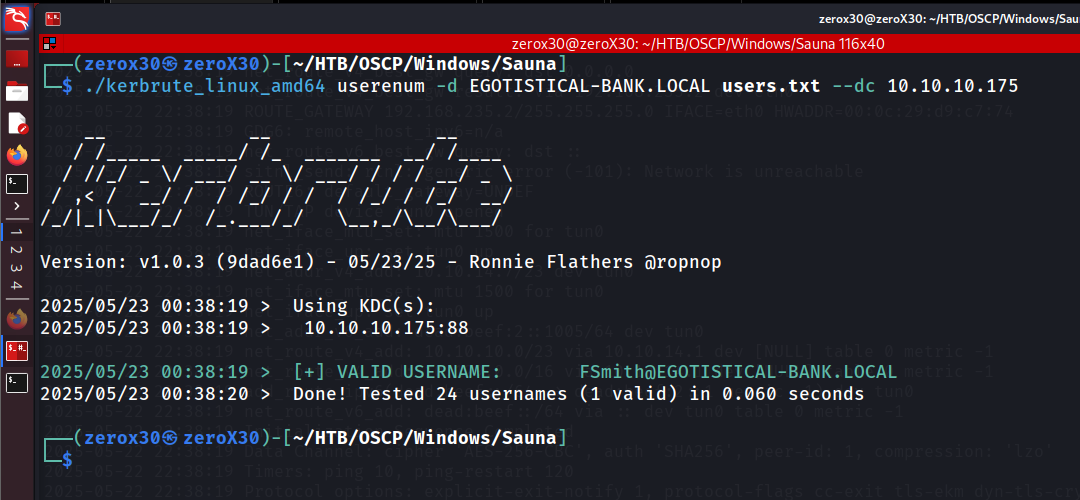 zerox30@zeroX30: ~/HTB/OSCP/Windows/Sau
zerox30@zeroX30: ~/HTB/OSCP/Windows/Sauna 116x40
┌──(zerox30㉿zeroX30)-[~/HTB/OSCP/Windows/Sauna]
└─$ ./kerbrute_linux_amd64 userenum -d EGOTISTICAL-BANK.LOCAL users.txt --dc 10.10.10.175
kerbrute
Version: v1.0.3 (9dad6e1) - 05/23/25 - Ronnie Flathers @ropnop
2025/05/23 00:38:19 > Using KDC(s):
2025/05/23 00:38:19 > 10.10.10.175:88
2025/05/23 00:38:19 > [+] VALID USERNAME: FSmith@EGOTISTICAL-BANK.LOCAL
2025/05/23 00:38:20 > Done! Tested 24 usernames (1 valid) in 0.060 seconds
┌──(zerox30㉿zeroX30)-[~/HTB/OSCP/Windows/Sauna]
└─$
1
2
3
4